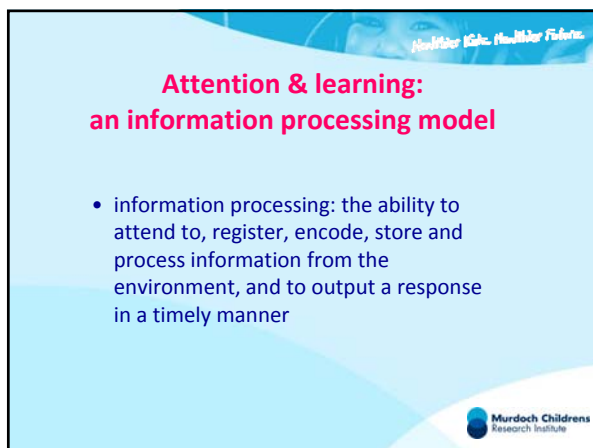 Healthier Kids. Healthier Future.
Attention & learning:
an information processing model
• information processing: the ability to
attend to, register, encode, store and
process information from the
environment, and to output a response
in a timely manner
Murdoch Childrens
Research Institute